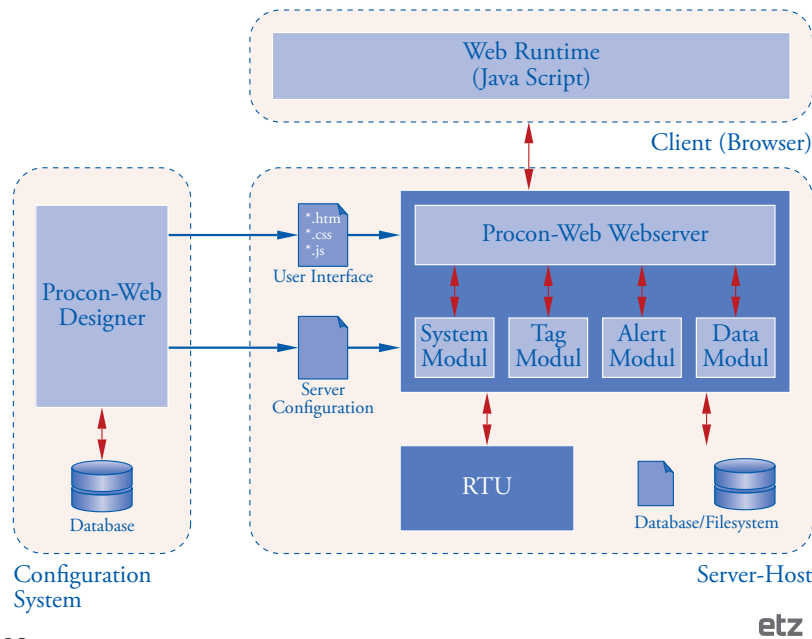 Web Runtime
(Java Script)
Client (Browser)
*.htm
*.css
*.js
User Interface
Procon-Web Webserver
Procon-Web
Designer
System
Modul
Tag
Modul
Alert
Modul
Data
Modul
Server
Configuration
RTU
Database
Database/Filesystem
Configuration
System
Server-Host
etz